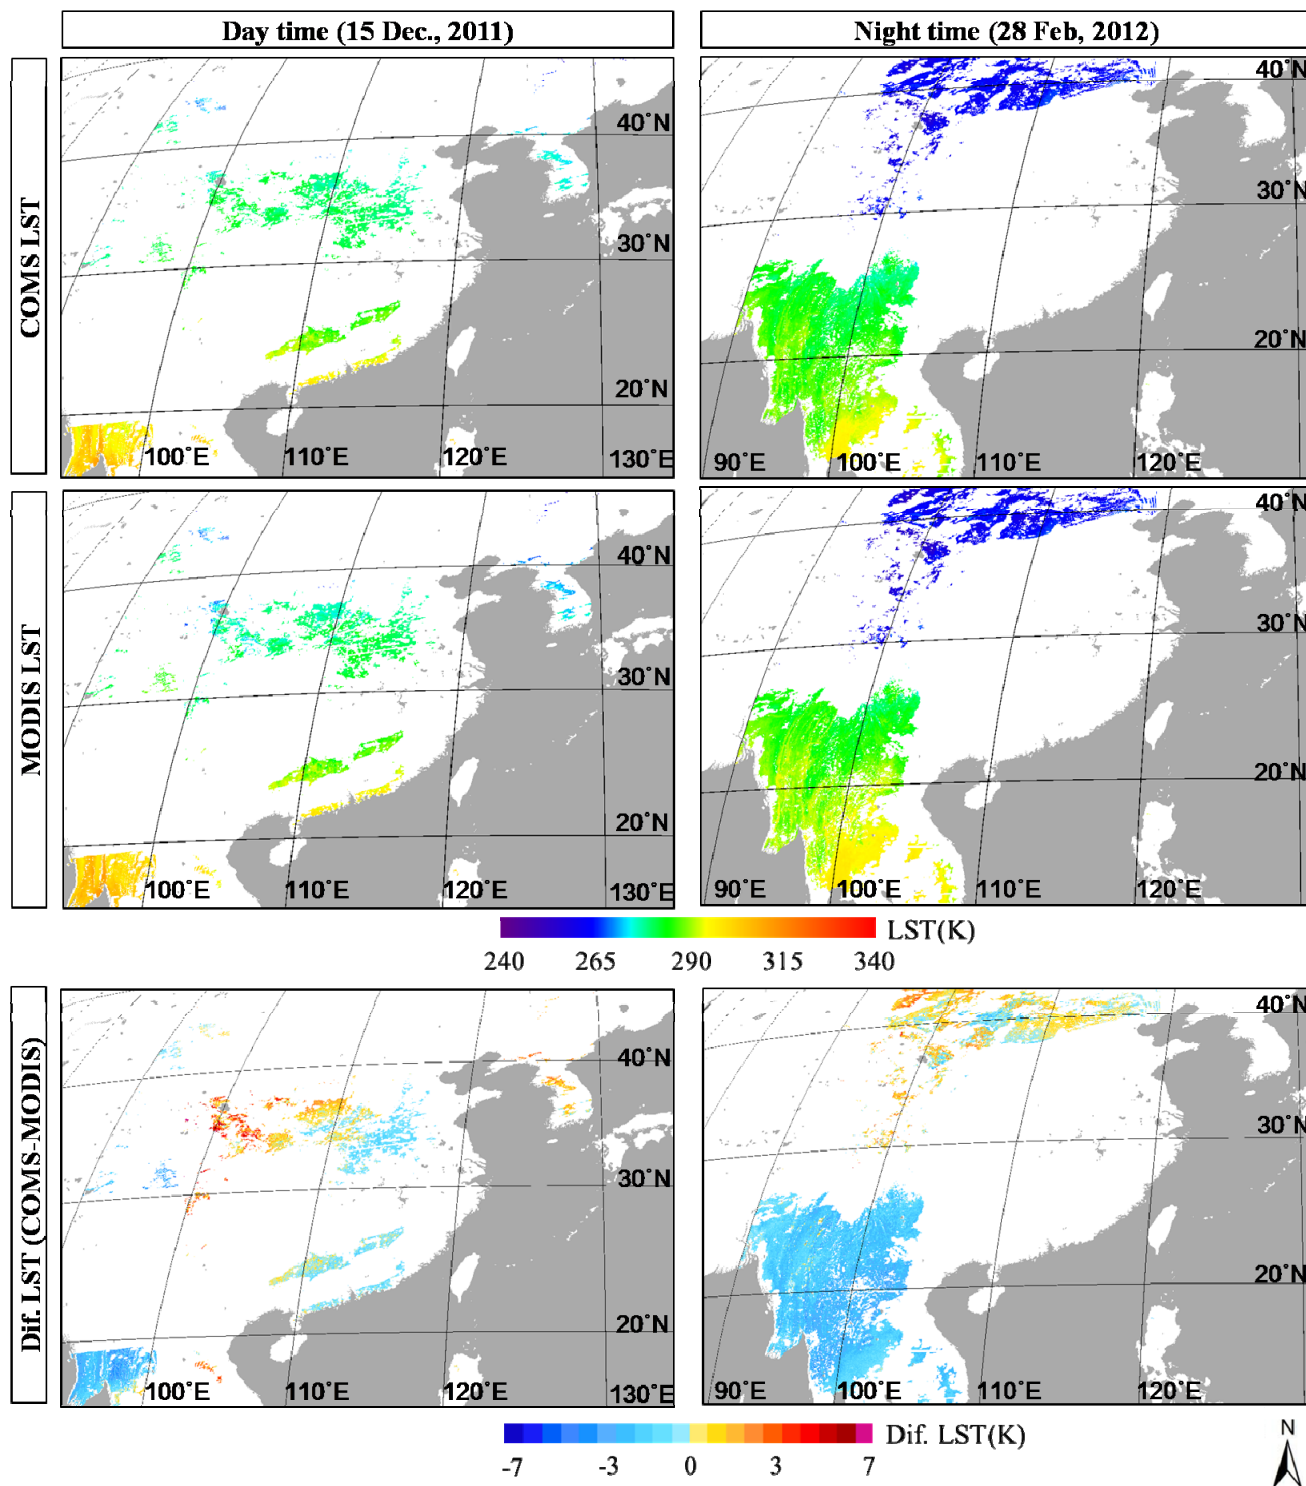 Day time (15 Dec., 2011)
Night time (28 Feb, 2012)
COMS LST
40°N
30°N
20°N
100°E
110°E
120°E
130°E
40°N
30°N
20°N
90°E
100°E
110°E
120°E
MODIS LST
40°N
30°N
20°N
100°E
110°E
120°E
130°E
40°N
30°N
20°N
90°E
100°E
110°E
120°E
LST(K)
240 265 290 315 340
Dif. LST (COMS-MODIS)
40°N
30°N
20°N
100°E
110°E
120°E
130°E
40°N
30°N
20°N
90°E
100°E
110°E
120°E
Dif. LST(K)
-7 -3 0 3 7
N